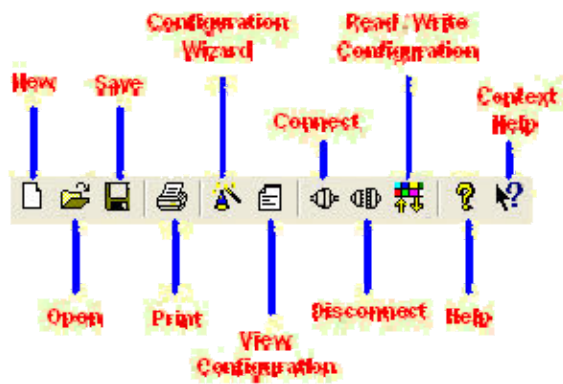 Configuration
Wizard
Read / Write
Configuration
New
Save
Connect
Context
Help
Open
Print
View
Configuration
Disconnect
Help